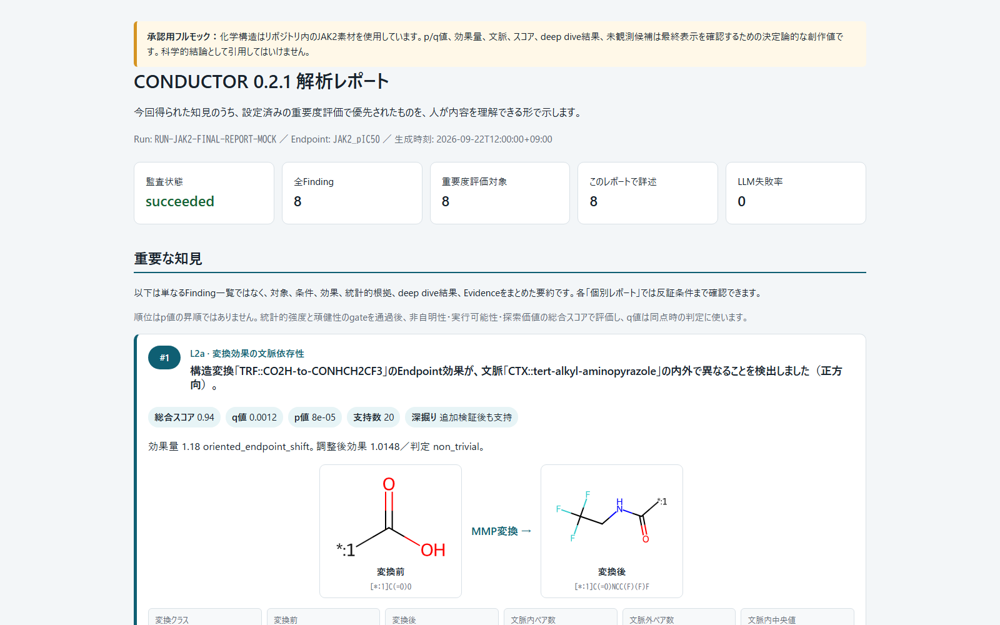 承認用フルモック： 化学構造はリポジトリ内のJAK2素材を使用しています。p/q値、効果量、文脈、スコア、deep dive結果、未観測候補は最終表示を確認するための決定論的な創作値で
す。科学的結論として引用してはいけません。
CONDUCTOR 0.2.1 解析レポート
今回得られた知見のうち、設定済みの重要度評価で優先されたものを、人が内容を理解できる形で示します。
Run: RUN-JAK2-FINAL-REPORT-MOCK ／ Endpoint: JAK2_pIC50 ／ 生成時刻: 2026-09-22T12:00:00+09:00
監査状態
succeeded
全Finding
8
重要度評価対象
8
このレポートで詳述
8
LLM失敗率
0
重要な知見
以下は単なるFinding一覧ではなく、対象、条件、効果、統計的根拠、deep dive結果、Evidenceをまとめた要約です。各「個別レポート」では反証条件まで確認できます。
順位はp値の昇順ではありません。統計的強度と頑健性のgateを通過後、非自明性・実行可能性・探索価値の総合スコアで評価し、q値は同点時の判定に使います。
#1
L2a · 変換効果の文脈依存性
構造変換「TRF::CO2H-to-CONHCH2CF3」のEndpoint効果が、文脈「CTX::tert-alkyl-aminopyrazole」の内外で異なることを検出しました（正方
向）。
総合スコア 0.94
q値 0.0012
p値 8e-05
支持数 20
深掘り 追加検証後も支持
効果量 1.18 oriented_endpoint_shift。調整後効果 1.0148／判定 non_trivial。
O
*:1
OH
変換前
[*:1]C(=O)O
MMP変換 →
F
F
F
H
N
*:1
O
変換後
[*:1]C(=O)NCC(F)(F)F
変換クラス
変換前
変換後
文脈内ペア数
文脈外ペア数
文脈内中央値